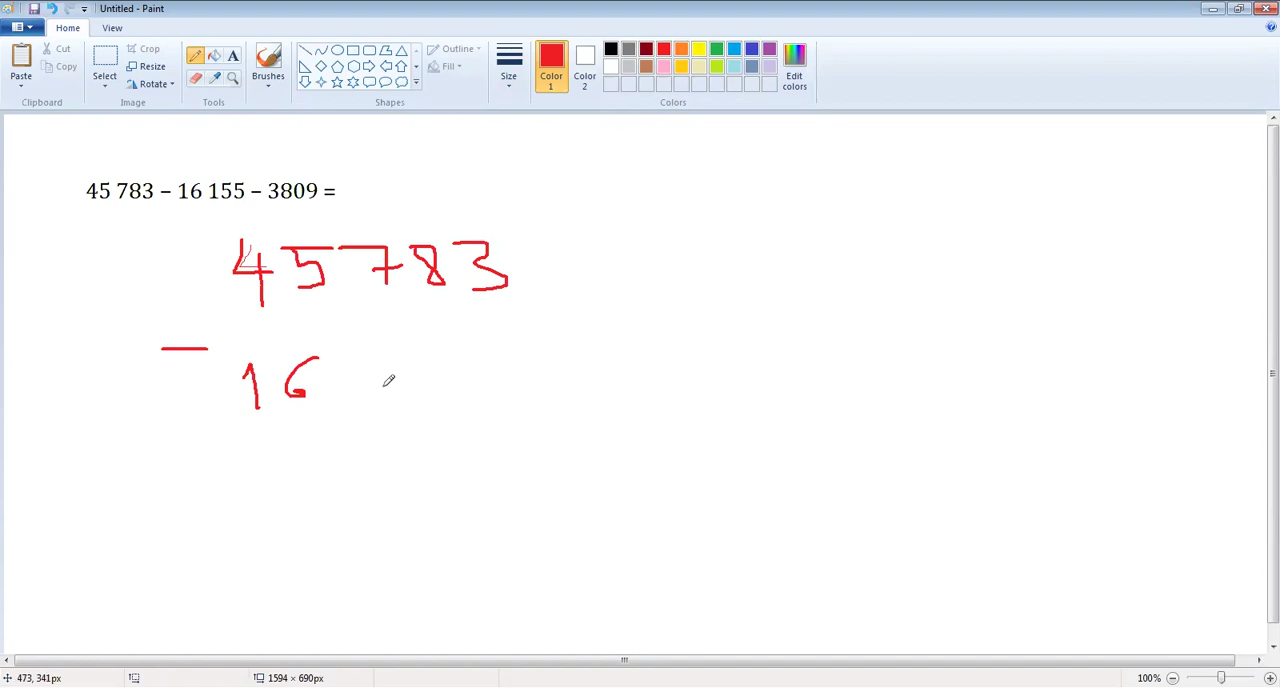 Untitled - Paint
Home View
Paste
Cut
Copy
Clipboard
Select
Crop
Resize
Rotate
Image
A
Tools
Brushes
Shapes
Outline
Fill
Size
Color 1
Color 2
Edit colors
Colors
45 783 – 16 155 – 3809 =
45783
–
16
473, 341px
1594 × 690px
100%